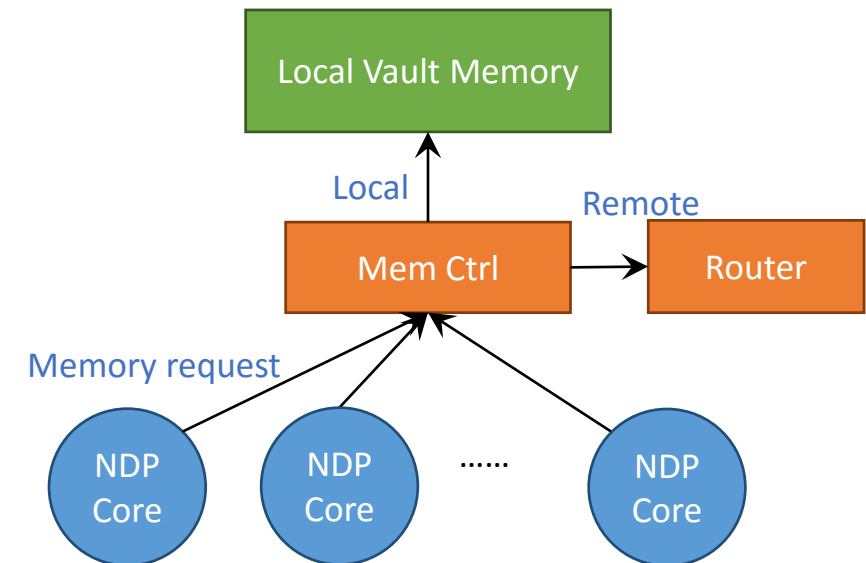 Local Vault Memory
Local
Remote
Mem Ctrl
Router
Memory request
NDP
Core
NDP
Core
......
NDP
Core